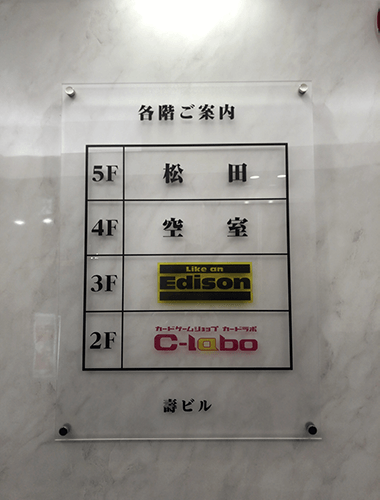 各階ご案内
5F 松田
4F 空室
3F Like an Edison
2F カードゲームショップ カードラボ
C-labo
壽ビル